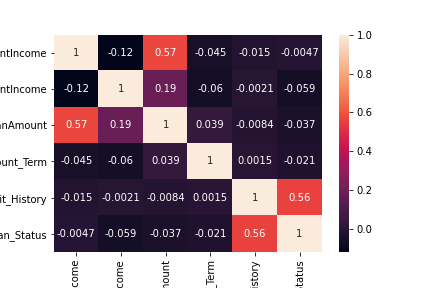 ntIncome 1 -0.12 0.57 -0.045 -0.015 -0.0047
ntIncome -0.12 1 0.19 -0.06 -0.0021 -0.059
anAmount 0.57 0.19 1 0.039 -0.0084 -0.037
ount_Term -0.045 -0.06 0.039 1 0.0015 -0.021
it_History -0.015 -0.0021 -0.0084 0.0015 1 0.56
an_Status -0.0047 -0.059 -0.037 -0.021 0.56 1
come come mount _Term istory Status
1.0
0.8
0.6
0.4
0.2
0.0